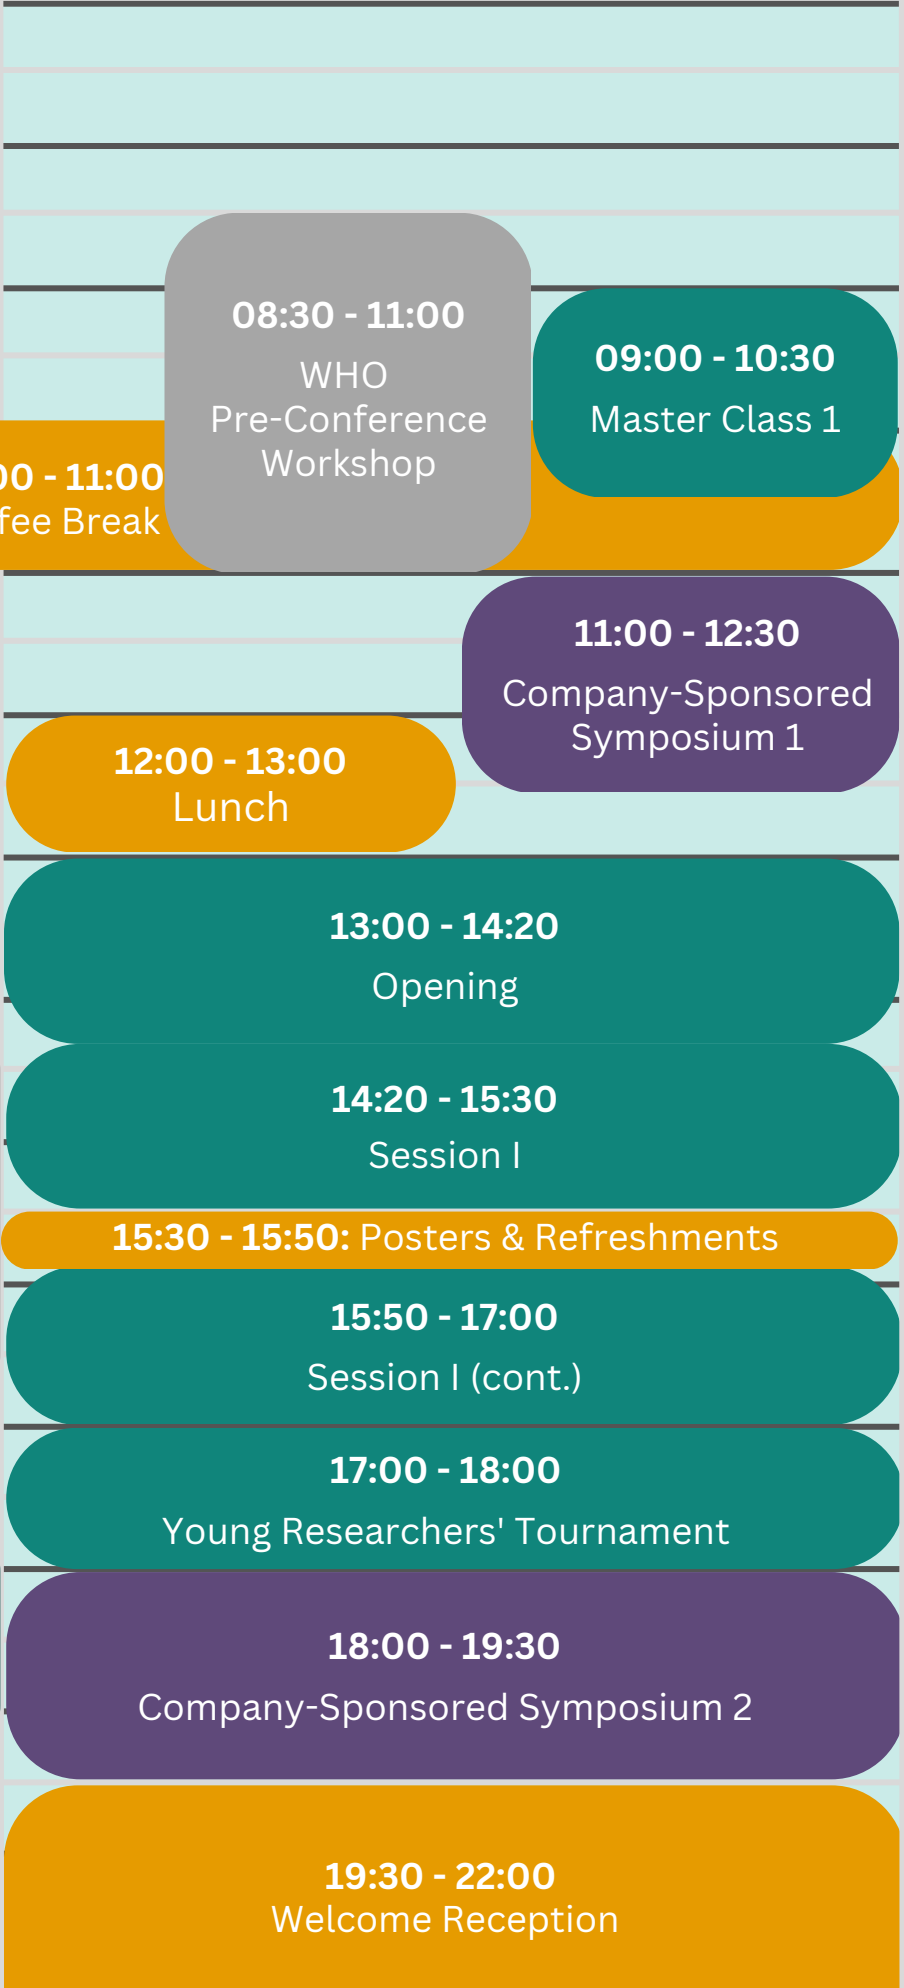 08:30 - 11:00
WHO
Pre-Conference
Workshop
09:00 - 10:30
Master Class 1
00 - 11:00
fee Break
11:00 - 12:30
Company-Sponsored
Symposium 1
12:00 - 13:00
Lunch
13:00 - 14:20
Opening
14:20 - 15:30
Session I
15:30 - 15:50: Posters & Refreshments
15:50 - 17:00
Session I (cont.)
17:00 - 18:00
Young Researchers' Tournament
18:00 - 19:30
Company-Sponsored Symposium 2
19:30 - 22:00
Welcome Reception